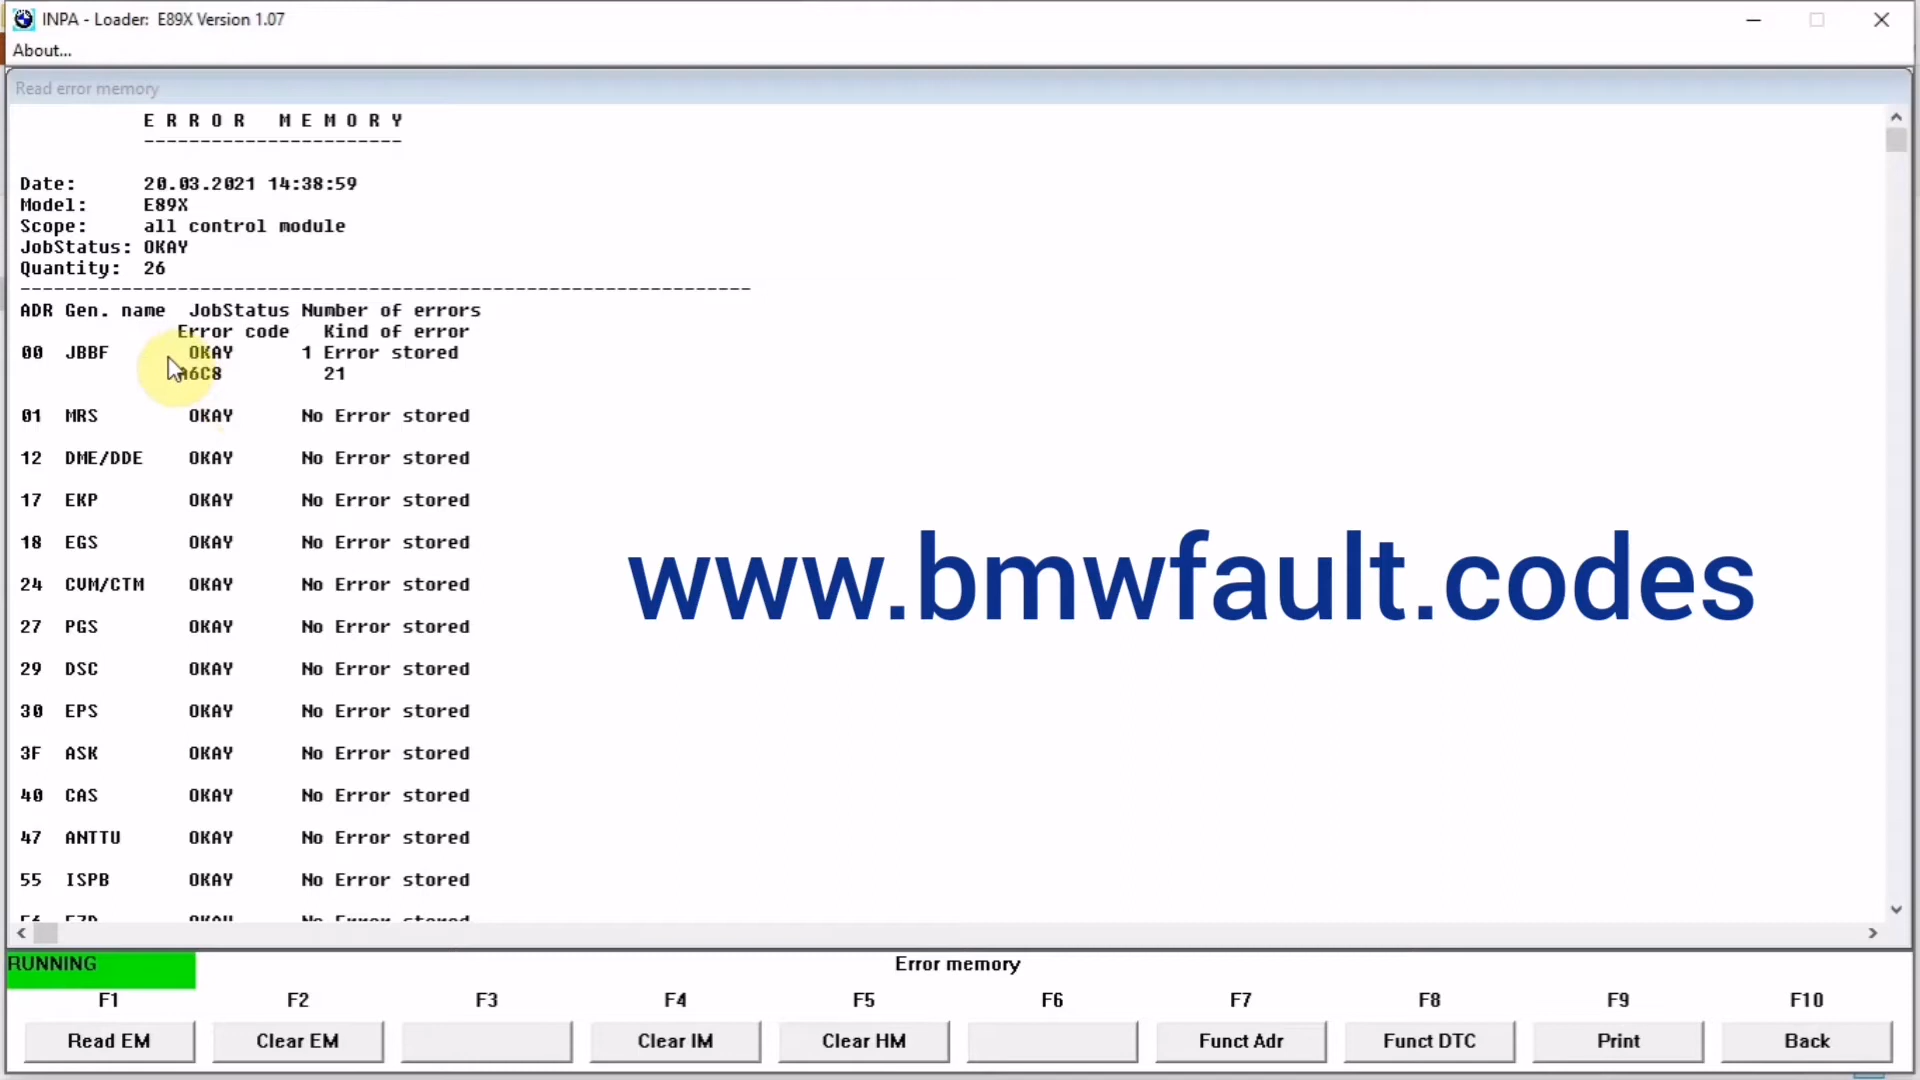 INPA - Loader: E89X Version 1.07
About...
Read error memory
E R R O R   M E M O R Y
-----------------------
Date: 20.03.2021 14:38:59
Model: E89X
Scope: all control module
JobStatus: OKAY
Quantity: 26
-----------------------------------------------------------------
ADR Gen. name JobStatus Number of errors
Error code Kind of error
00 JBBF OKAY 1 Error stored
A6C8 21
01 MRS OKAY No Error stored
12 DME/DDE OKAY No Error stored
17 EKP OKAY No Error stored
18 EGS OKAY No Error stored
24 CVM/CTM OKAY No Error stored
27 PGS OKAY No Error stored
29 DSC OKAY No Error stored
30 EPS OKAY No Error stored
3F ASK OKAY No Error stored
40 CAS OKAY No Error stored
47 ANTTU OKAY No Error stored
55 ISPB OKAY No Error stored
OKAY No Error stored
www.bmwfault.codes
RUNNING
Error memory
F1 F2 F3 F4 F5 F6 F7 F8 F9 F10
Read EM Clear EM Clear IM Clear HM Funct Adr Funct DTC Print Back